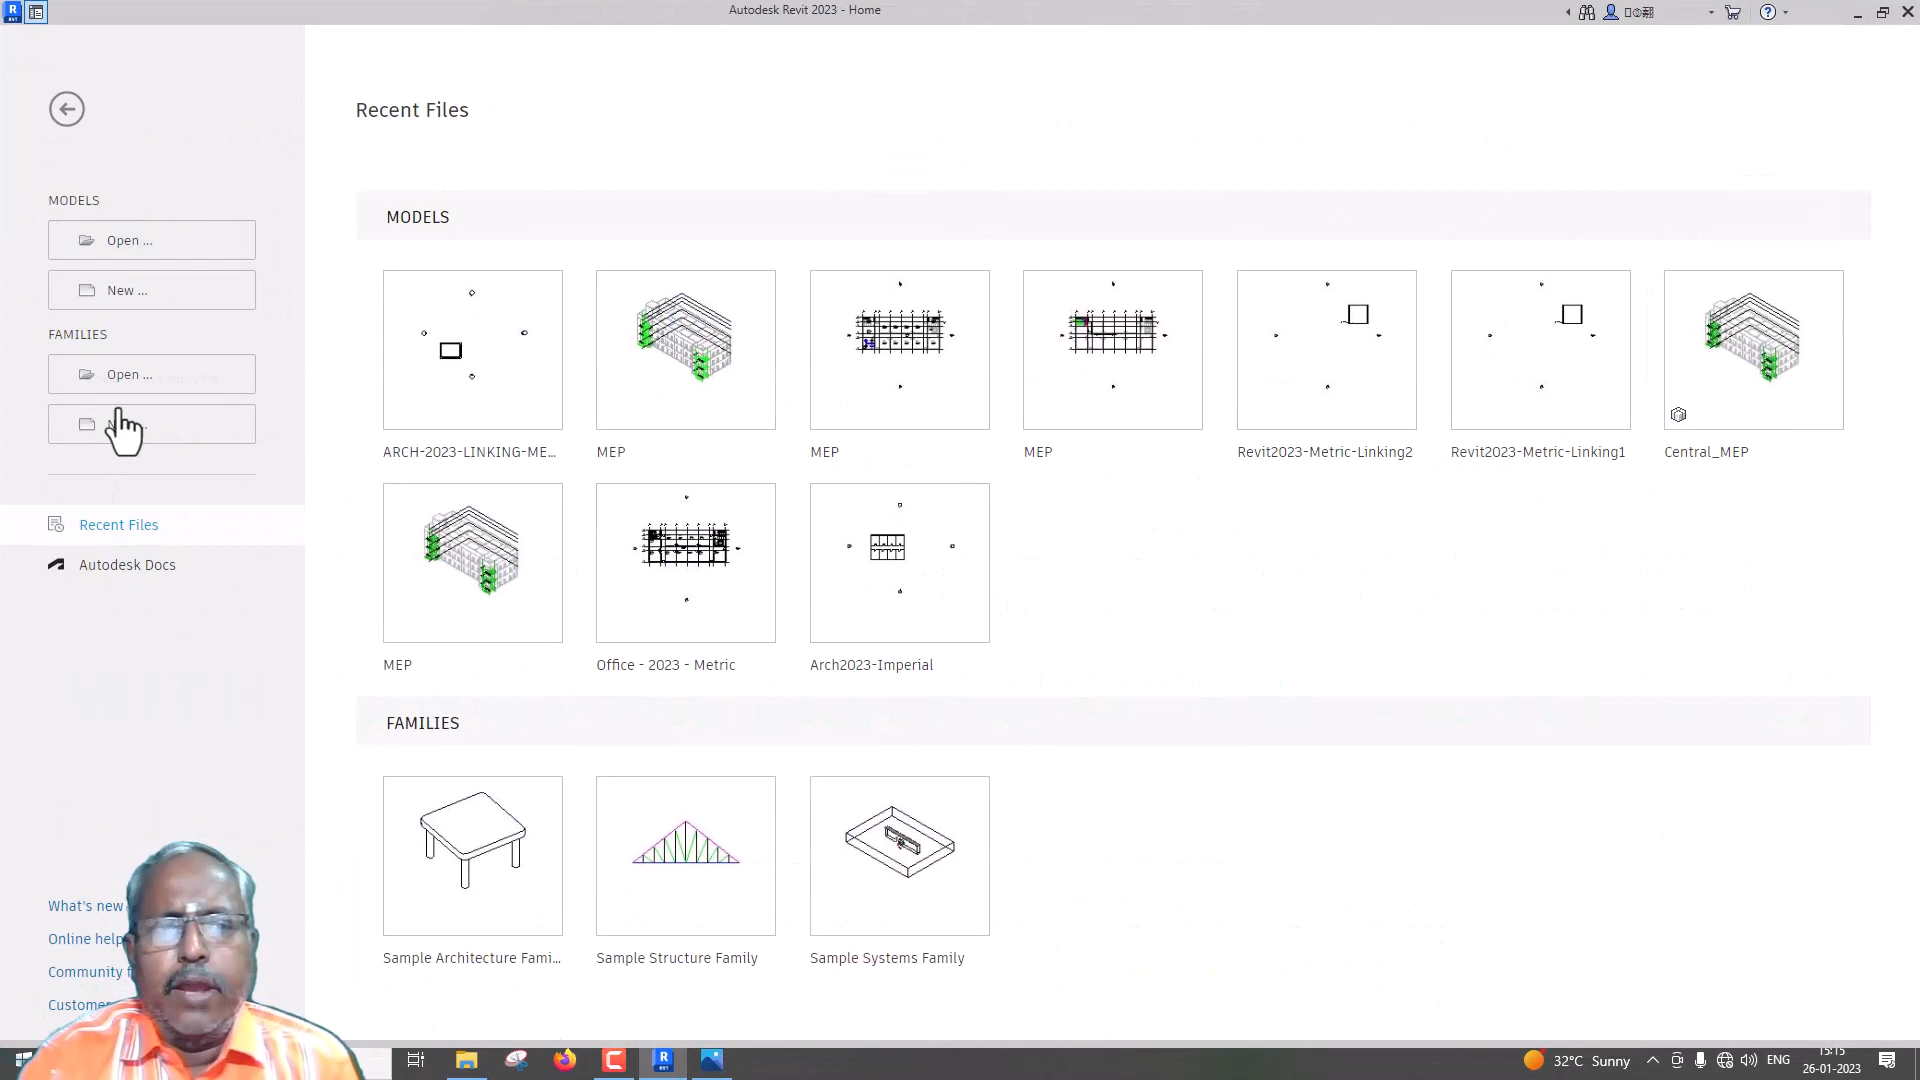 Autodesk Revit 2023 - Home
Recent Files
MODELS
Open ...
New ...
FAMILIES
Open ...
Recent Files
Autodesk Docs
What's new
Online help
Community
Customer
MODELS
ARCH-2023-LINKING-ME...
MEP
MEP
MEP
Revit2023-Metric-Linking2
Revit2023-Metric-Linking1
Central_MEP
MEP
Office - 2023 - Metric
Arch2023-Imperial
FAMILIES
Sample Architecture Fami...
Sample Structure Family
Sample Systems Family
32°C Sunny
ENG
15:15
26-01-2023